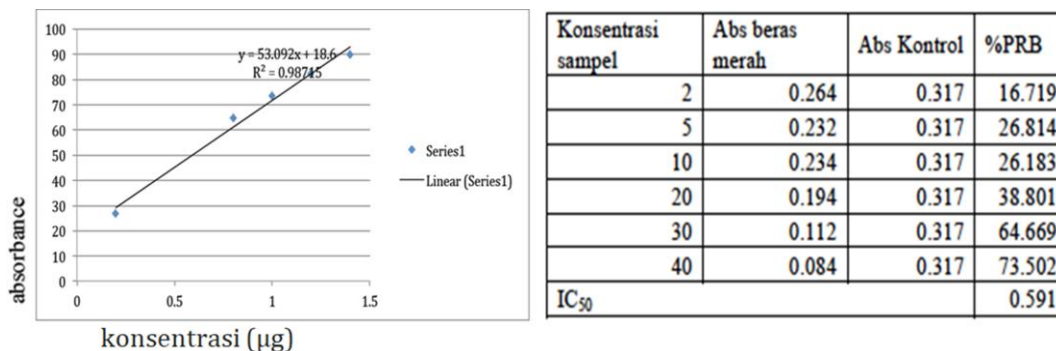 100
90
80
70
60
50
40
30
20
10
0
y = 53.092x + 18.6
R² = 0.98715
Series1
Linear (Series1)
0 0.5 1 1.5
absorbance
konsentrasi (µg)
Konsentrasi sampel Abs beras merah Abs Kontrol %PRB
2 0.264 0.317 16.719
5 0.232 0.317 26.814
10 0.234 0.317 26.183
20 0.194 0.317 38.801
30 0.112 0.317 64.669
40 0.084 0.317 73.502
IC₅₀ 0.591